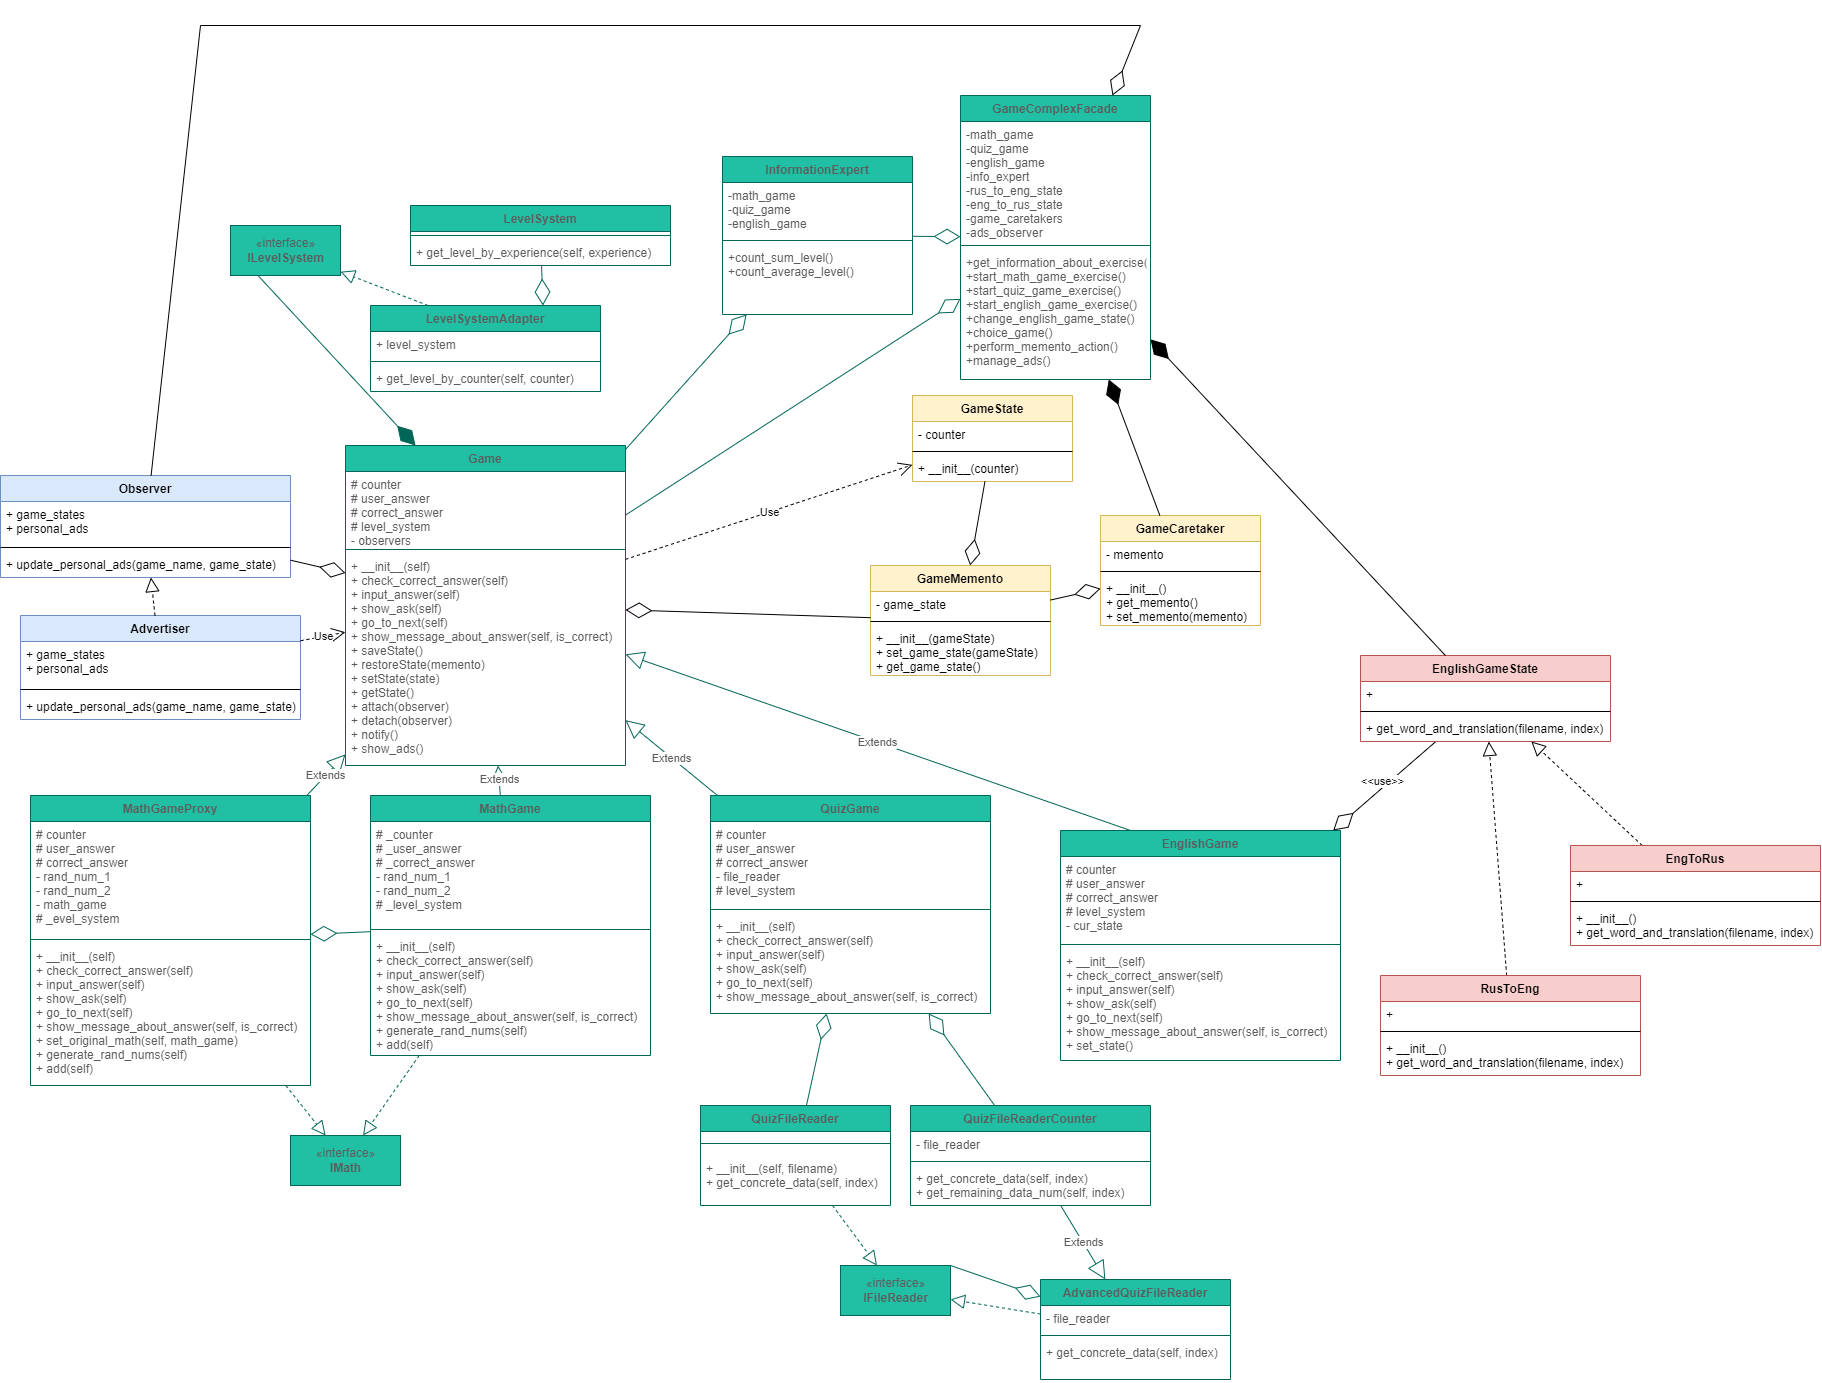 GameComplexFacade
-math_game
-quiz_game
-english_game
-info_expert
-rus_to_eng_state
-eng_to_rus_state
-game_caretakers
-ads_observer
+get_information_about_exercise(
+start_math_game_exercise()
+start_quiz_game_exercise()
+start_english_game_exercise()
+change_english_game_state()
+choice_game()
+perform_memento_action()
+manage_ads()
InformationExpert
-math_game
-quiz_game
-english_game
+count_sum_level()
+count_average_level()
LevelSystem
+ get_level_by_experience(self, experience)
«interface»
ILevelSystem
LevelSystemAdapter
+ level_system
+ get_level_by_counter(self, counter)
GameState
- counter
+ __init__(counter)
Game
# counter
# user_answer
# correct_answer
# level_system
- observers
+ __init__(self)
+ check_correct_answer(self)
+ input_answer(self)
+ show_ask(self)
+ go_to_next(self)
+ show_message_about_answer(self, is_correct)
+ saveState()
+ restoreState(memento)
+ setState(state)
+ getState()
+ attach(observer)
+ detach(observer)
+ notify()
+ show_ads()
Observer
+ game_states
+ personal_ads
+ update_personal_ads(game_name, game_state)
Use
GameCaretaker
- memento
+ __init__()
+ get_memento()
+ set_memento(memento)
GameMemento
- game_state
+ __init__(gameState)
+ set_game_state(gameState)
+ get_game_state()
Advertiser
+ game_states
+ personal_ads
+ update_personal_ads(game_name, game_state)
Use
EnglishGameState
+
+ get_word_and_translation(filename, index)
Extends
Extends
Extends
Extends
<<use>>
MathGameProxy
# counter
# user_answer
# correct_answer
- rand_num_1
- rand_num_2
- math_game
# _evel_system
+ __init__(self)
+ check_correct_answer(self)
+ input_answer(self)
+ show_ask(self)
+ go_to_next(self)
+ show_message_about_answer(self, is_correct)
+ set_original_math(self, math_game)
+ generate_rand_nums(self)
+ add(self)
MathGame
# _counter
# _user_answer
# _correct_answer
- rand_num_1
- rand_num_2
# _level_system
+ __init__(self)
+ check_correct_answer(self)
+ input_answer(self)
+ show_ask(self)
+ go_to_next(self)
+ show_message_about_answer(self, is_correct)
+ generate_rand_nums(self)
+ add(self)
QuizGame
# counter
# user_answer
# correct_answer
- file_reader
# level_system
+ __init__(self)
+ check_correct_answer(self)
+ input_answer(self)
+ show_ask(self)
+ go_to_next(self)
+ show_message_about_answer(self, is_correct)
EnglishGame
# counter
# user_answer
# correct_answer
# level_system
- cur_state
+ __init__(self)
+ check_correct_answer(self)
+ input_answer(self)
+ show_ask(self)
+ go_to_next(self)
+ show_message_about_answer(self, is_correct)
+ set_state()
EngToRus
+
+ __init__()
+ get_word_and_translation(filename, index)
RusToEng
+
+ __init__()
+ get_word_and_translation(filename, index)
«interface»
IMath
QuizFileReader
+ __init__(self, filename)
+ get_concrete_data(self, index)
QuizFileReaderCounter
- file_reader
+ get_concrete_data(self, index)
+ get_remaining_data_num(self, index)
Extends
«interface»
IFileReader
AdvancedQuizFileReader
- file_reader
+ get_concrete_data(self, index)